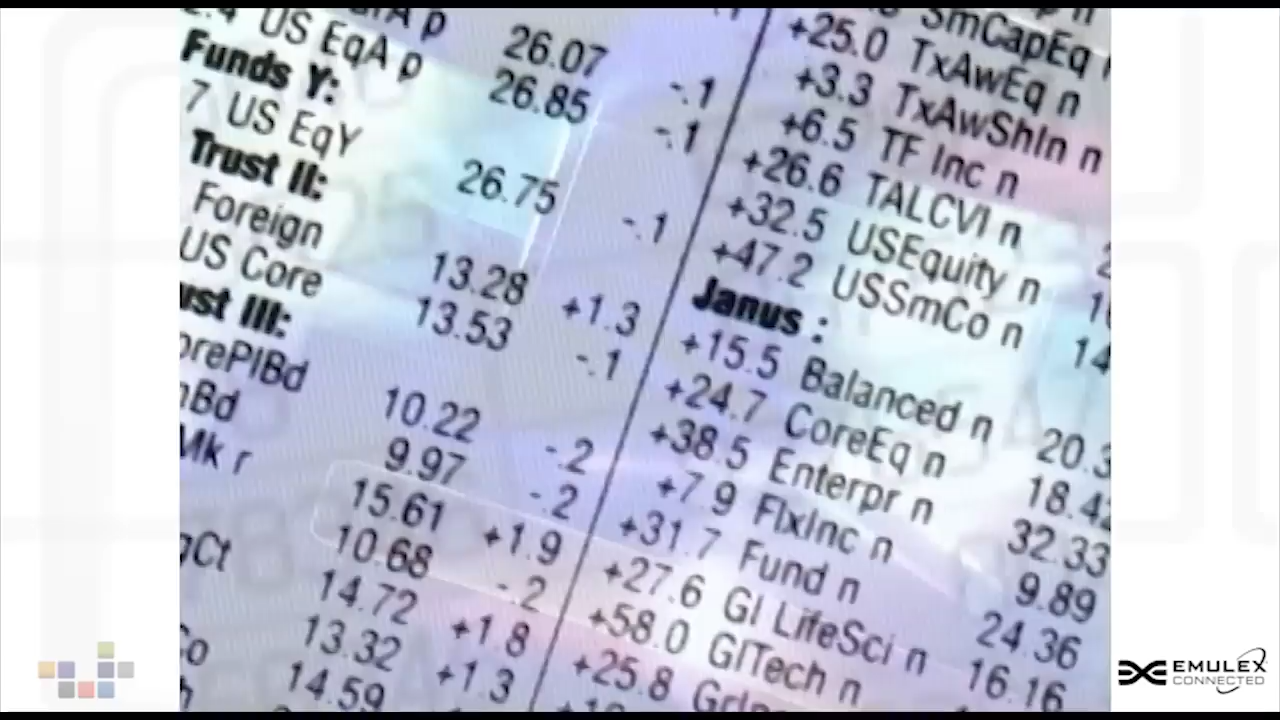 26.07 -.1
US EqA p 26.85 -.1
Funds Y:
7 US EqY 26.75 -.1
Trust II:
Foreign 13.28 +1.3
US Core 13.53 -.1
III:
10.22 -.2
9.97 -.2
15.61 +1.9
10.68 -.2
14.72 +1.8
13.32 +1.3
14.59
SmCapEq
+25.0 TxAwEq n
+3.3 TxAwShIn n
+6.5 TF Inc n
+26.6 TALCVI n
+32.5 USEquity n
+47.2 USSmCo n
Janus :
+15.5 Balanced n 20.3
+24.7 CoreEq n 18.42
+38.5 Enterpr n 32.33
+7.9 FlxInc n 9.89
+31.7 Fund n 24.36
+27.6 Gl LifeSci n 16.16
+58.0 GlTech n
+25.8
EMULEX
CONNECTED